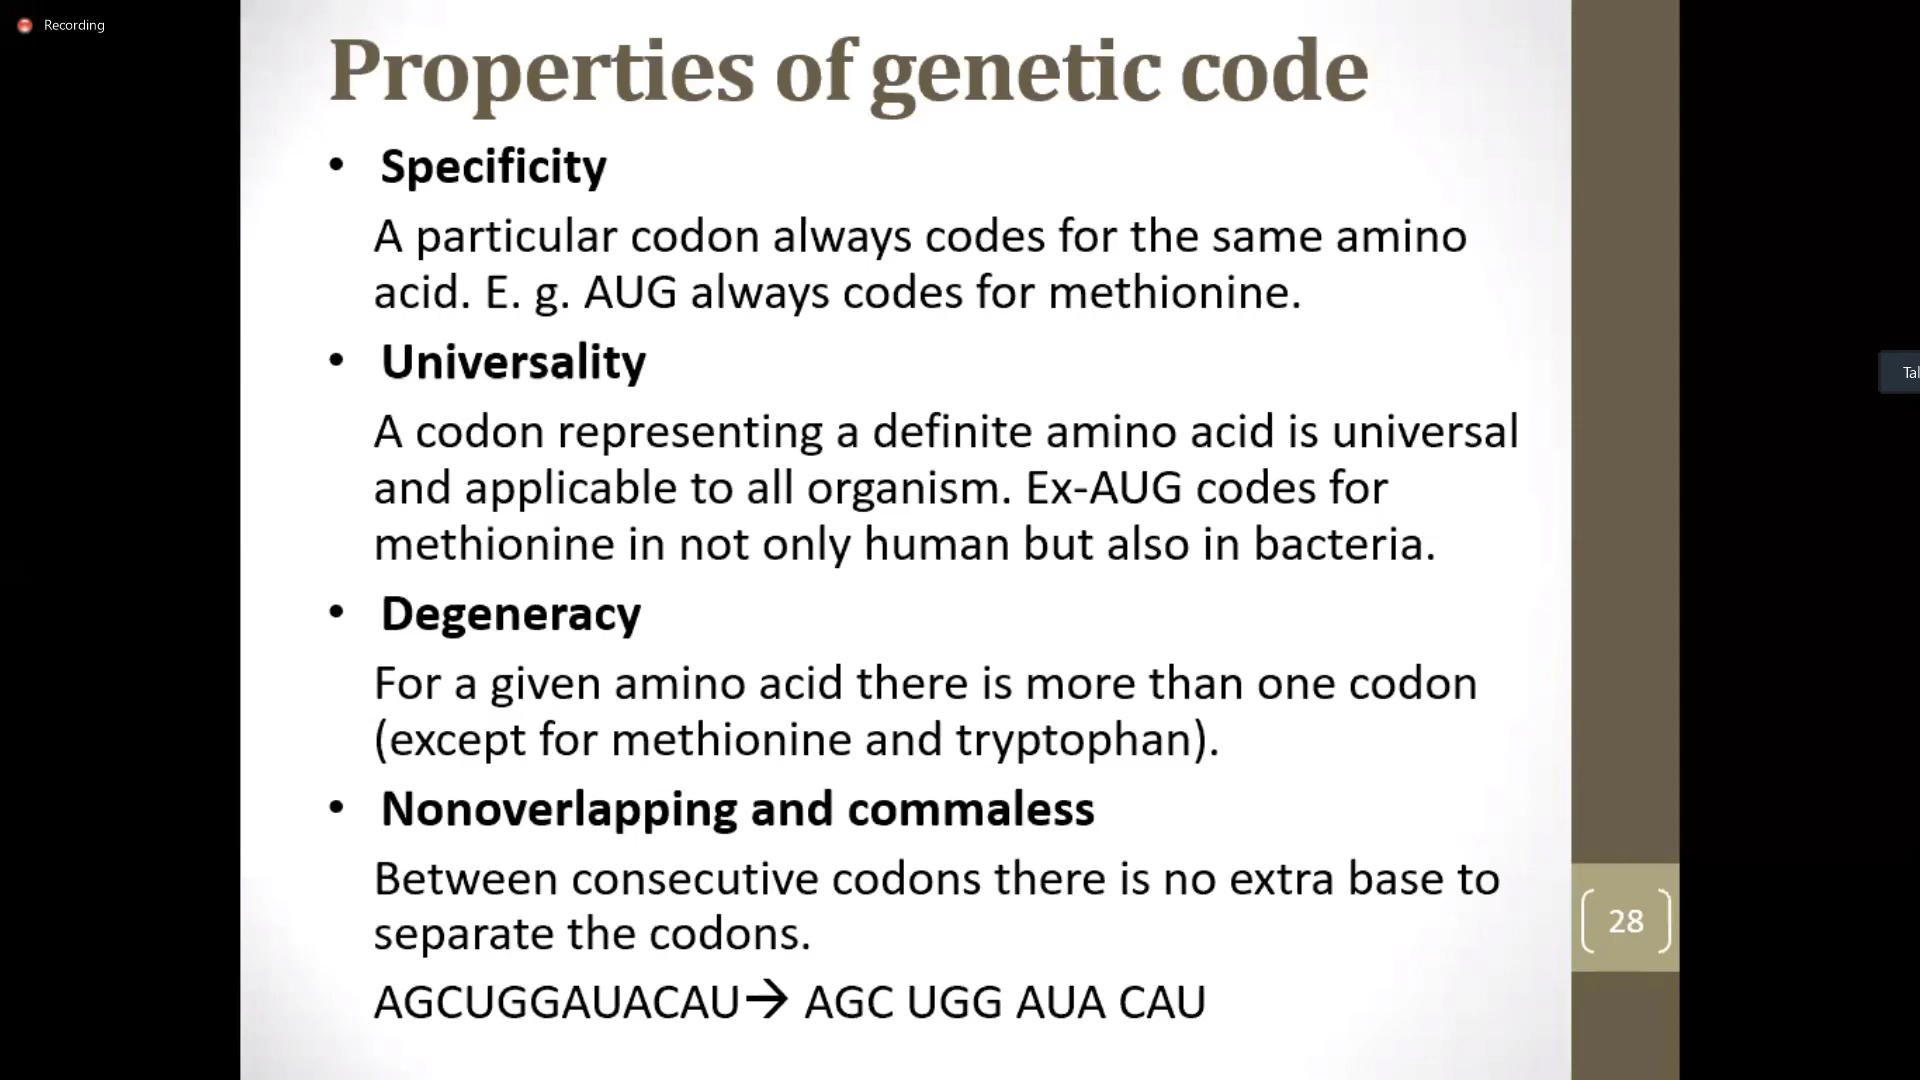 Recording
Properties of genetic code
• Specificity
A particular codon always codes for the same amino
acid. E. g. AUG always codes for methionine.
• Universality
A codon representing a definite amino acid is universal
and applicable to all organism. Ex-AUG codes for
methionine in not only human but also in bacteria.
• Degeneracy
For a given amino acid there is more than one codon
(except for methionine and tryptophan).
• Nonoverlapping and commaless
Between consecutive codons there is no extra base to
separate the codons.
AGCUGGAUACAU→ AGC UGG AUA CAU
28